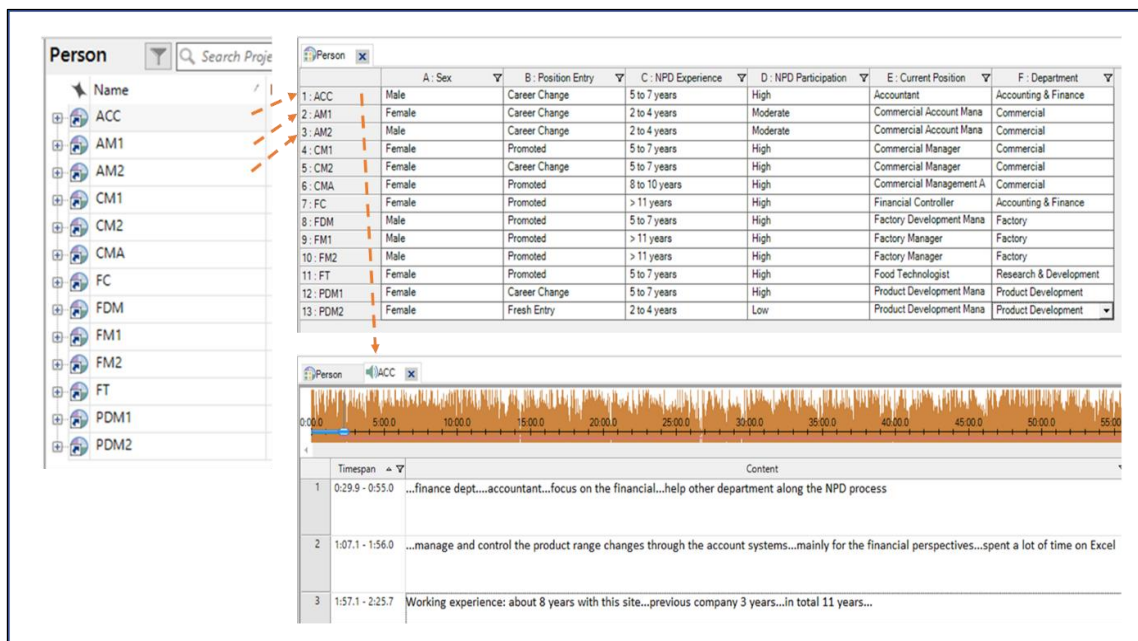 Person
Search Proje
Name
ACC
AM1
AM2
CM1
CM2
CMA
FC
FDM
FM1
FM2
FT
PDM1
PDM2
Person
A : Sex B : Position Entry C : NPD Experience D : NPD Participation E : Current Position F : Department
1 : ACC Male Career Change 5 to 7 years High Accountant Accounting & Finance
2 : AM1 Female Career Change 2 to 4 years Moderate Commercial Account Mana Commercial
3 : AM2 Male Career Change 2 to 4 years Moderate Commercial Account Mana Commercial
4 : CM1 Female Promoted 5 to 7 years High Commercial Manager Commercial
5 : CM2 Female Career Change 5 to 7 years High Commercial Manager Commercial
6 : CMA Female Promoted 8 to 10 years High Commercial Management A Commercial
7 : FC Female Promoted > 11 years High Financial Controller Accounting & Finance
8 : FDM Male Promoted 5 to 7 years High Factory Development Mana Factory
9 : FM1 Male Promoted > 11 years High Factory Manager Factory
10 : FM2 Male Promoted > 11 years High Factory Manager Factory
11 : FT Female Promoted 5 to 7 years High Food Technologist Research & Development
12 : PDM1 Female Career Change 5 to 7 years High Product Development Mana Product Development
13 : PDM2 Female Fresh Entry 2 to 4 years Low Product Development Mana Product Development
Person ACC
0:00.0 5:00.0 10:00.0 15:00.0 20:00.0 25:00.0 30:00.0 35:00.0 40:00.0 45:00.0 50:00.0 55:00
Timespan Content
1 0:29.9 - 0:55.0 ...finance dept....accountant...focus on the financial...help other department along the NPD process
2 1:07.1 - 1:56.0 ...manage and control the product range changes through the account systems...mainly for the financial perspectives...spent a lot of time on Excel
3 1:57.1 - 2:25.7 Working experience: about 8 years with this site...previous company 3 years...in total 11 years...